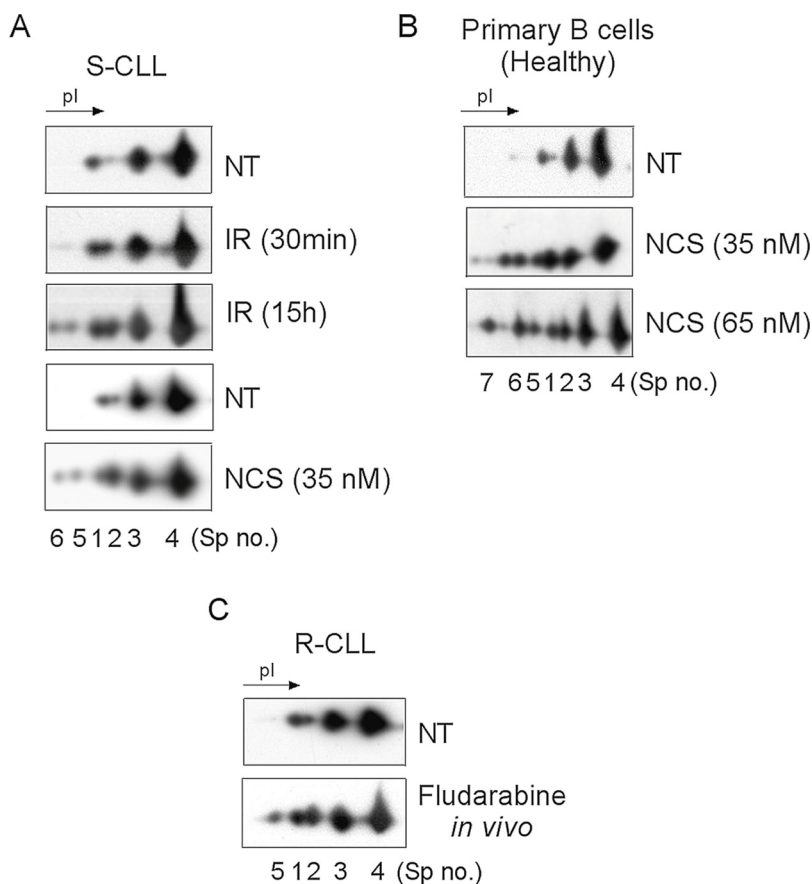 A
S-CLL
pI
NT
IR (30min)
IR (15h)
NT
NCS (35 nM)
6 5 1 2 3 4 (Sp no.)
B
Primary B cells
(Healthy)
pI
NT
NCS (35 nM)
NCS (65 nM)
7 6 5 1 2 3 4 (Sp no.)
C
R-CLL
pI
NT
Fludarabine
in vivo
5 1 2 3 4 (Sp no.)